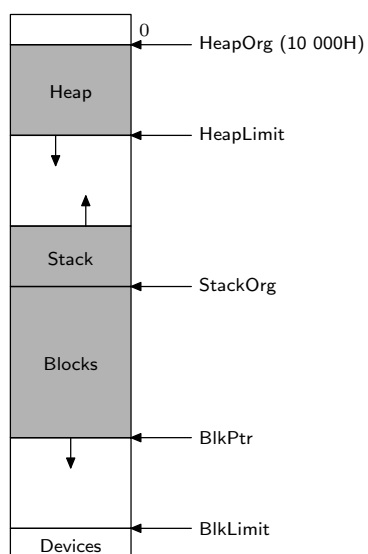 0
HeapOrg (10 000H)
Heap
HeapLimit
Stack
StackOrg
Blocks
BlkPtr
BlkLimit
Devices